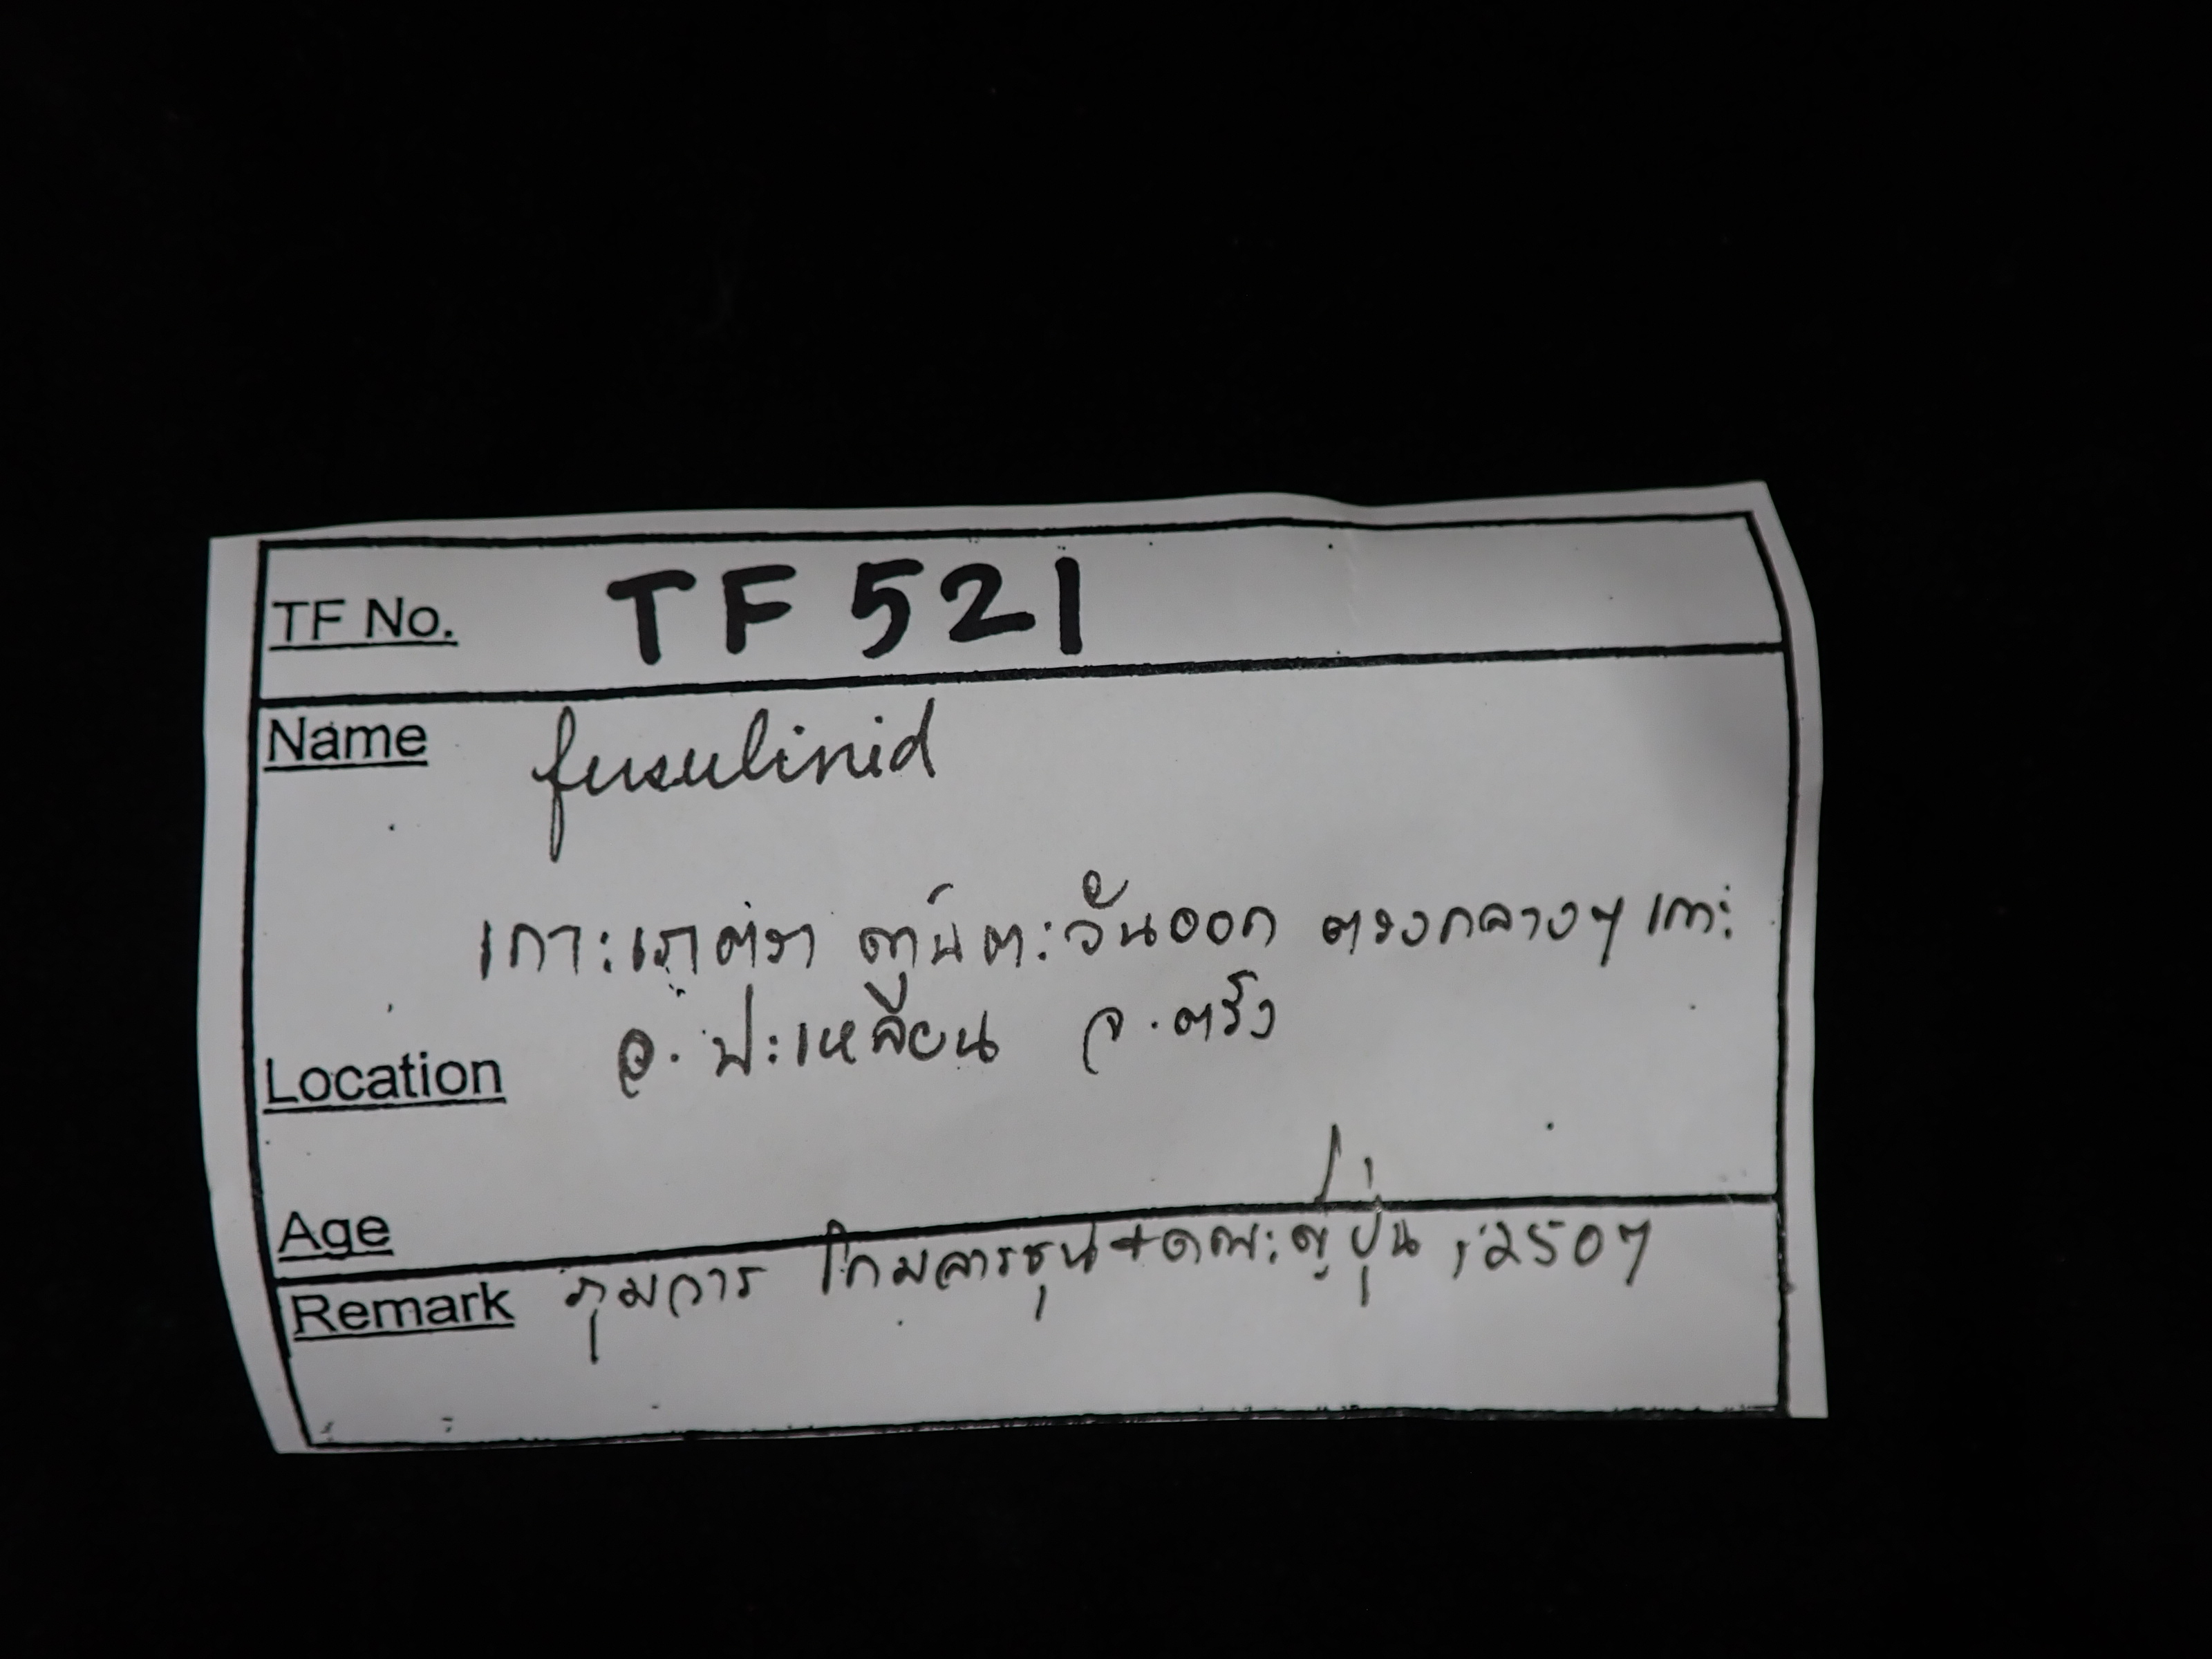 TF No. TF 521
Name fusulinid
เกาะเภตรา ด้านตะวันออก ตรงกลางๆ เกาะ
Location อ. ปะเหลียน จ. ตรัง
Age
Remark กุมภาร โกมลารชุน + คณะญี่ปุ่น, 2507